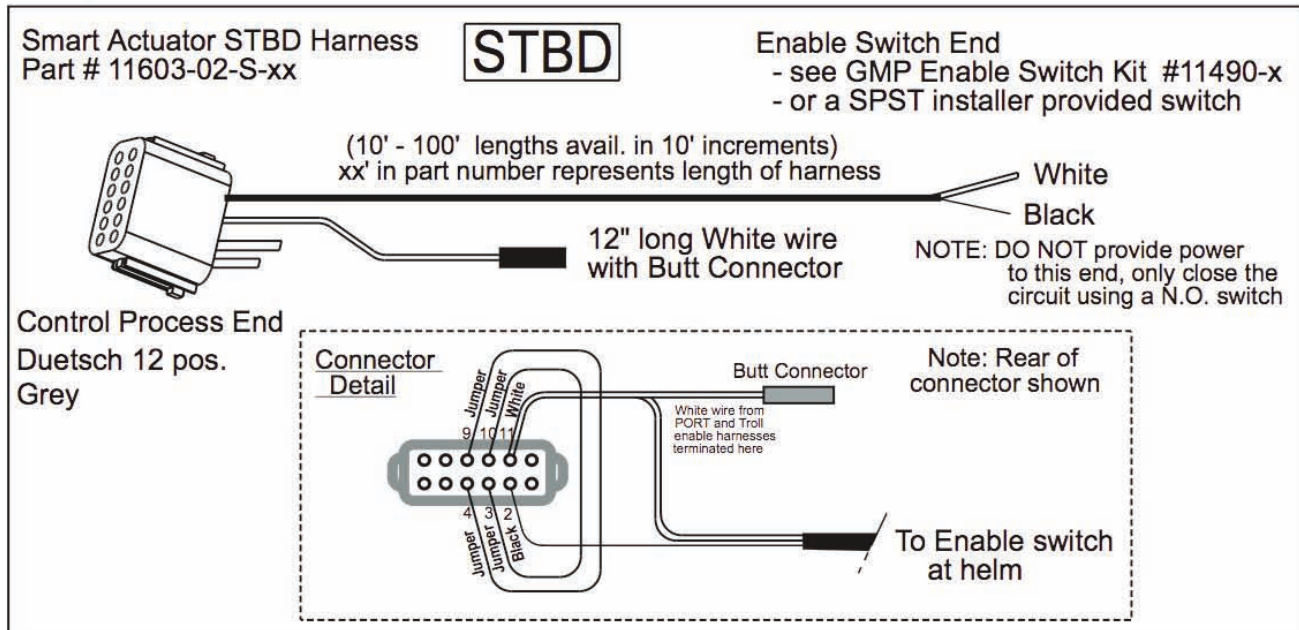 Smart Actuator STBD Harness
Part # 11603-02-S-xx
STBD
Enable Switch End
- see GMP Enable Switch Kit #11490-x
- or a SPST installer provided switch
(10' - 100' lengths avail. in 10' increments)
xx' in part number represents length of harness
White
Black
12" long White wire
with Butt Connector
NOTE: DO NOT provide power
to this end, only close the
circuit using a N.O. switch
Control Process End
Duetsch 12 pos.
Grey
Connector
Detail
Jumper
Jumper
White
9 10 11
Butt Connector
Note: Rear of
connector shown
White wire from
PORT and Troll
enable harnesses
terminated here
4 3 2
Jumper
Jumper
Black
To Enable switch
at helm